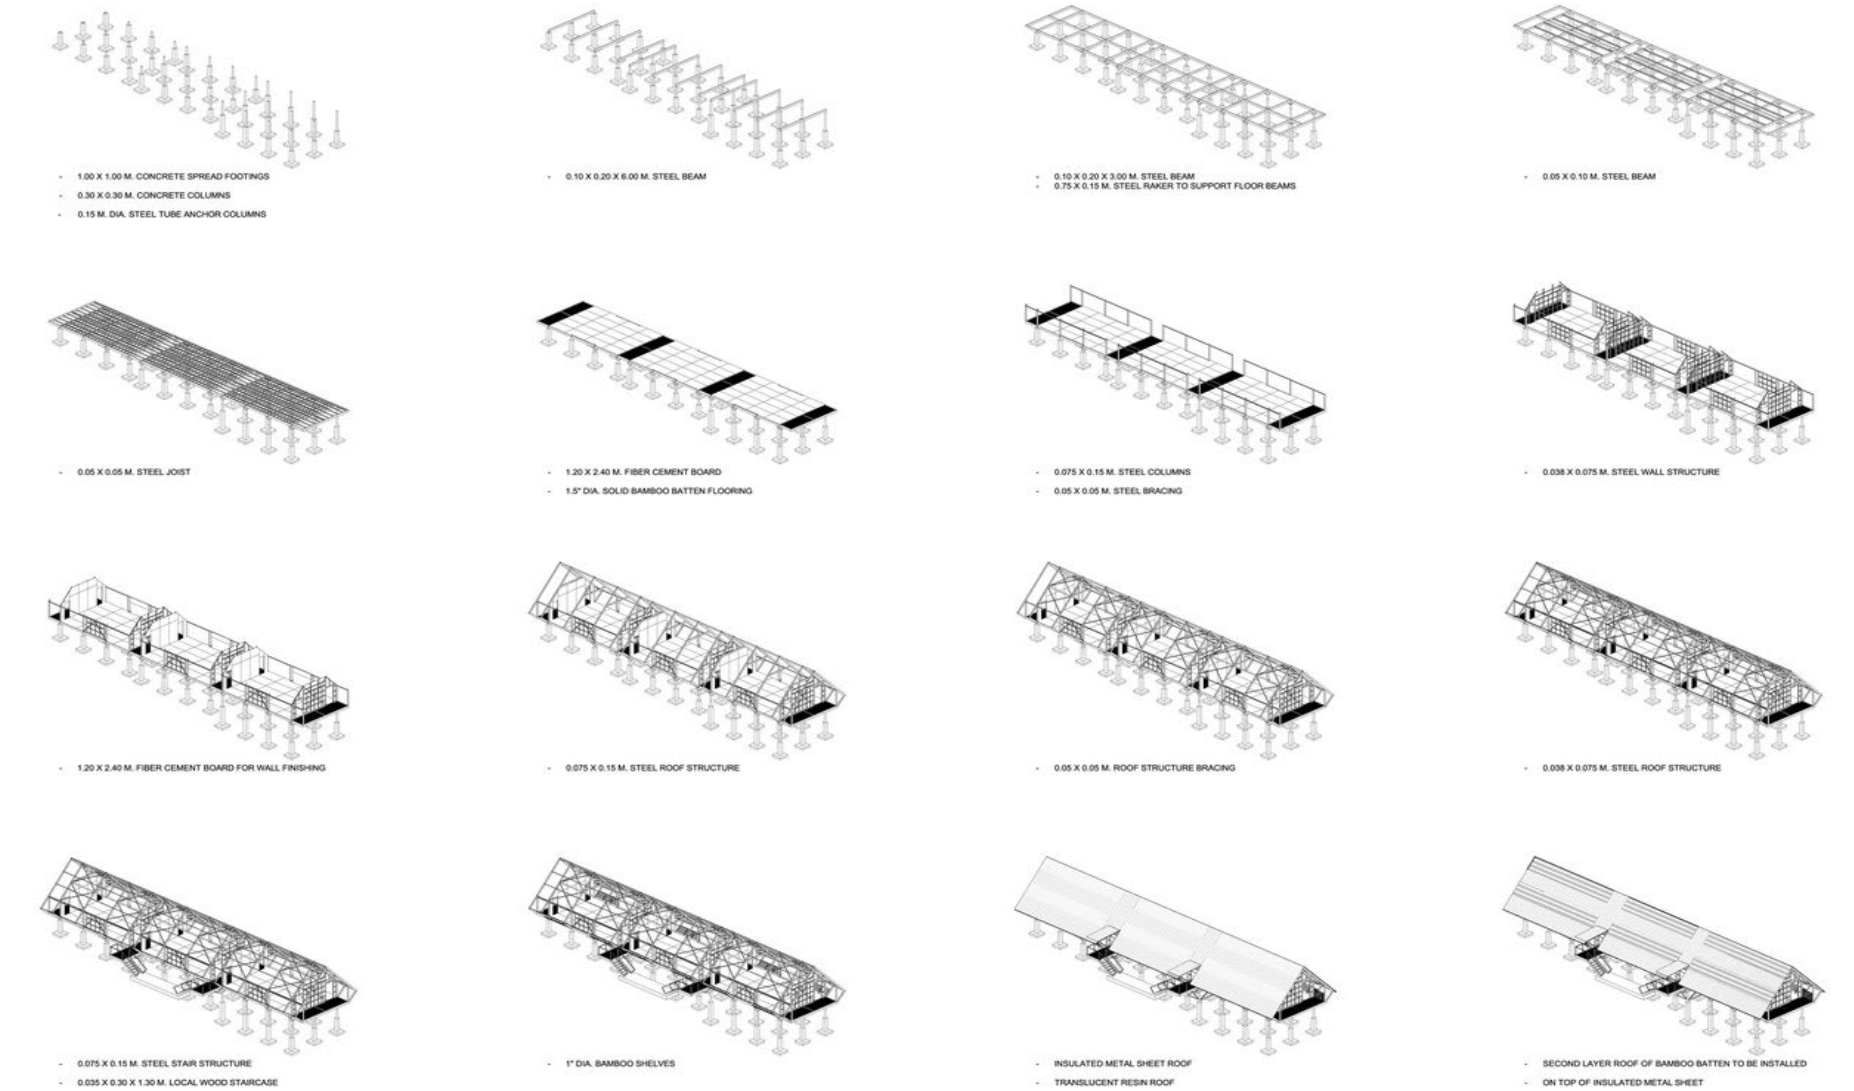 - 1.00 X 1.00 M. CONCRETE SPREAD FOOTINGS
- 0.30 X 0.30 M. CONCRETE COLUMNS
- 0.15 M. DIA. STEEL TUBE ANCHOR COLUMNS
- 0.10 X 0.20 X 6.00 M. STEEL BEAM
- 0.10 X 0.20 X 3.00 M. STEEL BEAM
- 0.75 X 0.15 M. STEEL RAKER TO SUPPORT FLOOR BEAMS
- 0.05 X 0.10 M. STEEL BEAM
- 0.05 X 0.05 M. STEEL JOIST
- 1.20 X 2.40 M. FIBER CEMENT BOARD
- 1.5" DIA. SOLID BAMBOO BATTEN FLOORING
- 0.075 X 0.15 M. STEEL COLUMNS
- 0.05 X 0.05 M. STEEL BRACING
- 0.038 X 0.075 M. STEEL WALL STRUCTURE
- 1.20 X 2.40 M. FIBER CEMENT BOARD FOR WALL FINISHING
- 0.075 X 0.15 M. STEEL ROOF STRUCTURE
- 0.05 X 0.05 M. ROOF STRUCTURE BRACING
- 0.038 X 0.075 M. STEEL ROOF STRUCTURE
- 0.075 X 0.15 M. STEEL STAIR STRUCTURE
- 0.035 X 0.30 X 1.30 M. LOCAL WOOD STAIRCASE
- 1" DIA. BAMBOO SHELVES
- INSULATED METAL SHEET ROOF
- TRANSLUCENT RESIN ROOF
- SECOND LAYER ROOF OF BAMBOO BATTEN TO BE INSTALLED
- ON TOP OF INSULATED METAL SHEET